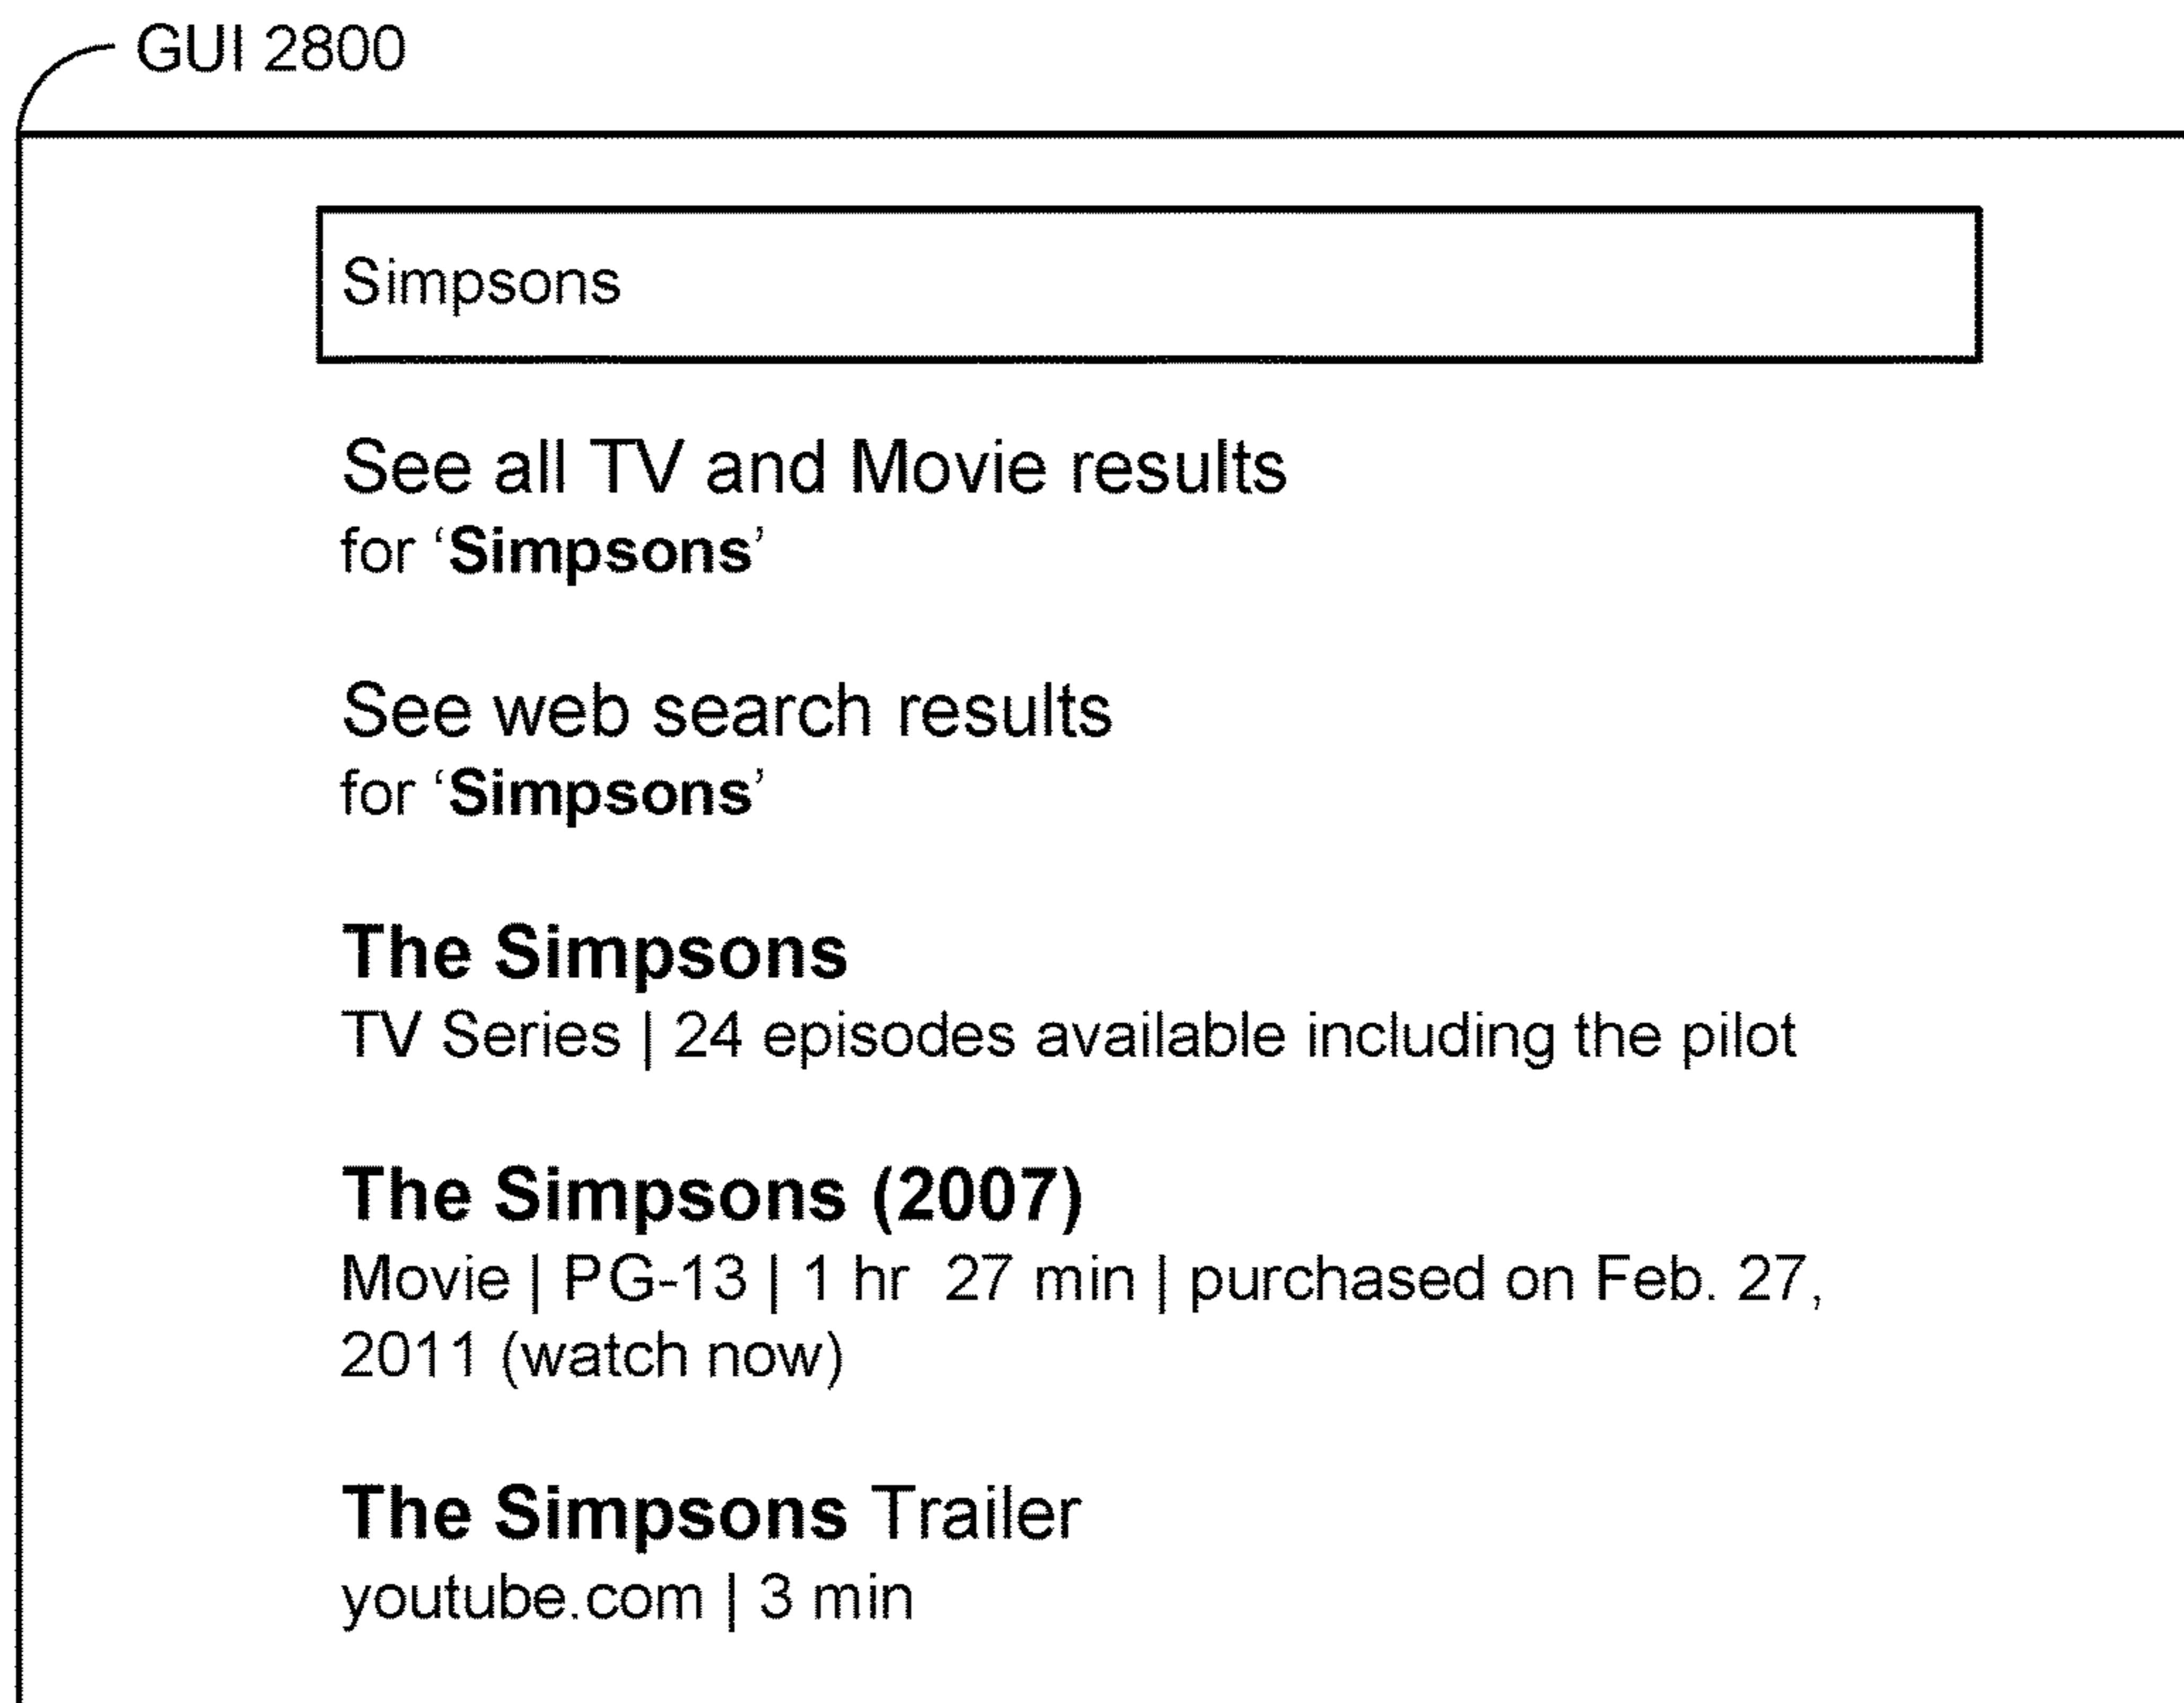 GUI 2800
Simpsons
See all TV and Movie results
for ‘Simpsons’
See web search results
for ‘Simpsons’
The Simpsons
TV Series | 24 episodes available including the pilot
The Simpsons (2007)
Movie | PG-13 | 1 hr  27 min | purchased on Feb. 27,
2011 (watch now)
The Simpsons Trailer
youtube.com | 3 min